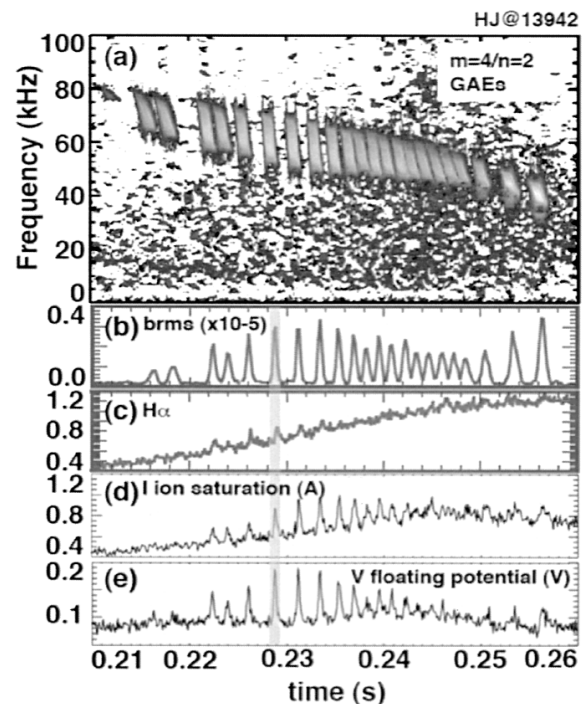 HJ@13942
(a)
m=4/n=2
GAEs
100
80
60
40
20
0
Frequency (kHz)
(b) brms (x10-5)
0.4
0.0
(c) Hα
1.2
0.8
0.4
(d) I ion saturation (A)
1.2
0.8
0.4
(e) V floating potential (V)
0.2
0.1
0.21 0.22 0.23 0.24 0.25 0.26
time (s)